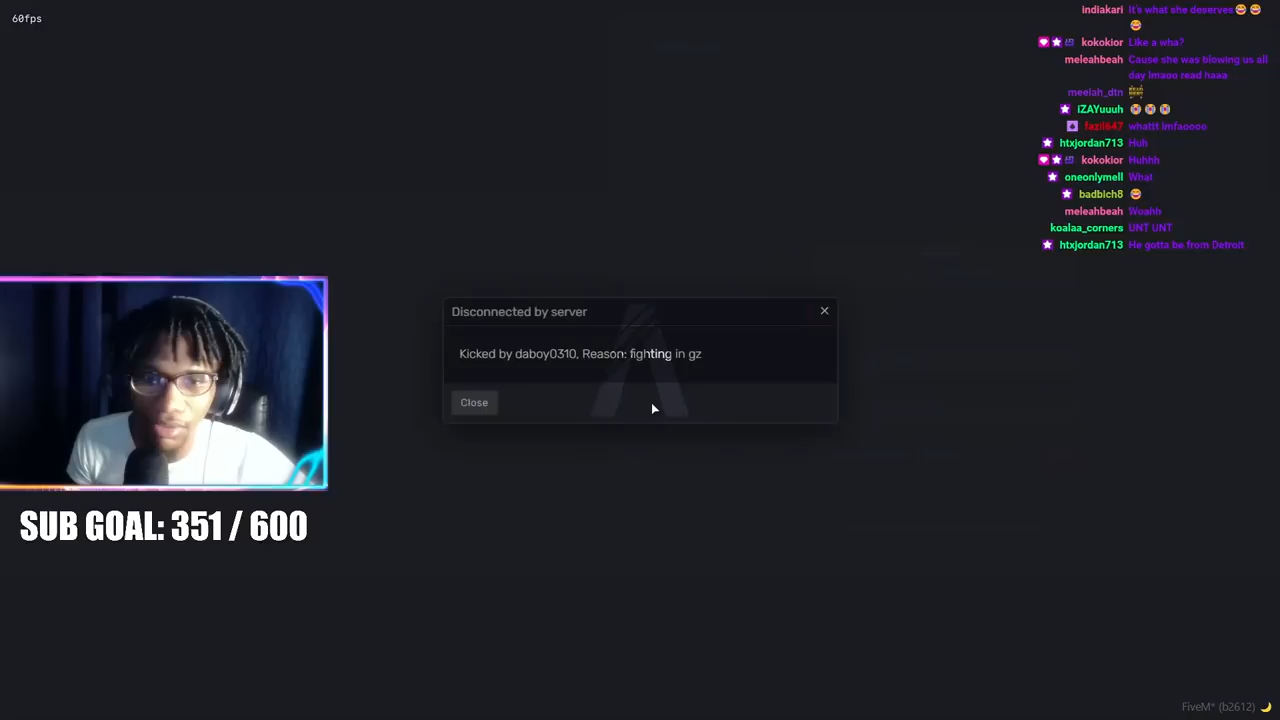 60fps
indiakari It's what she deserves
kokokior Like a wha?
meleahbeah Cause she was blowing us all
day lmaoo read haaa
meelah_dtn
iZAYuuuh
fazil647 whattt lmfaoooo
htxjordan713 Huh
kokokior Huhhh
oneonlymell What
badbich8
meleahbeah Woahh
koalaa_corners UNT UNT
htxjordan713 He gotta be from Detroit
Disconnected by server
Kicked by daboy0310, Reason: fighting in gz
Close
SUB GOAL: 351 / 600
FiveM* (b2612)